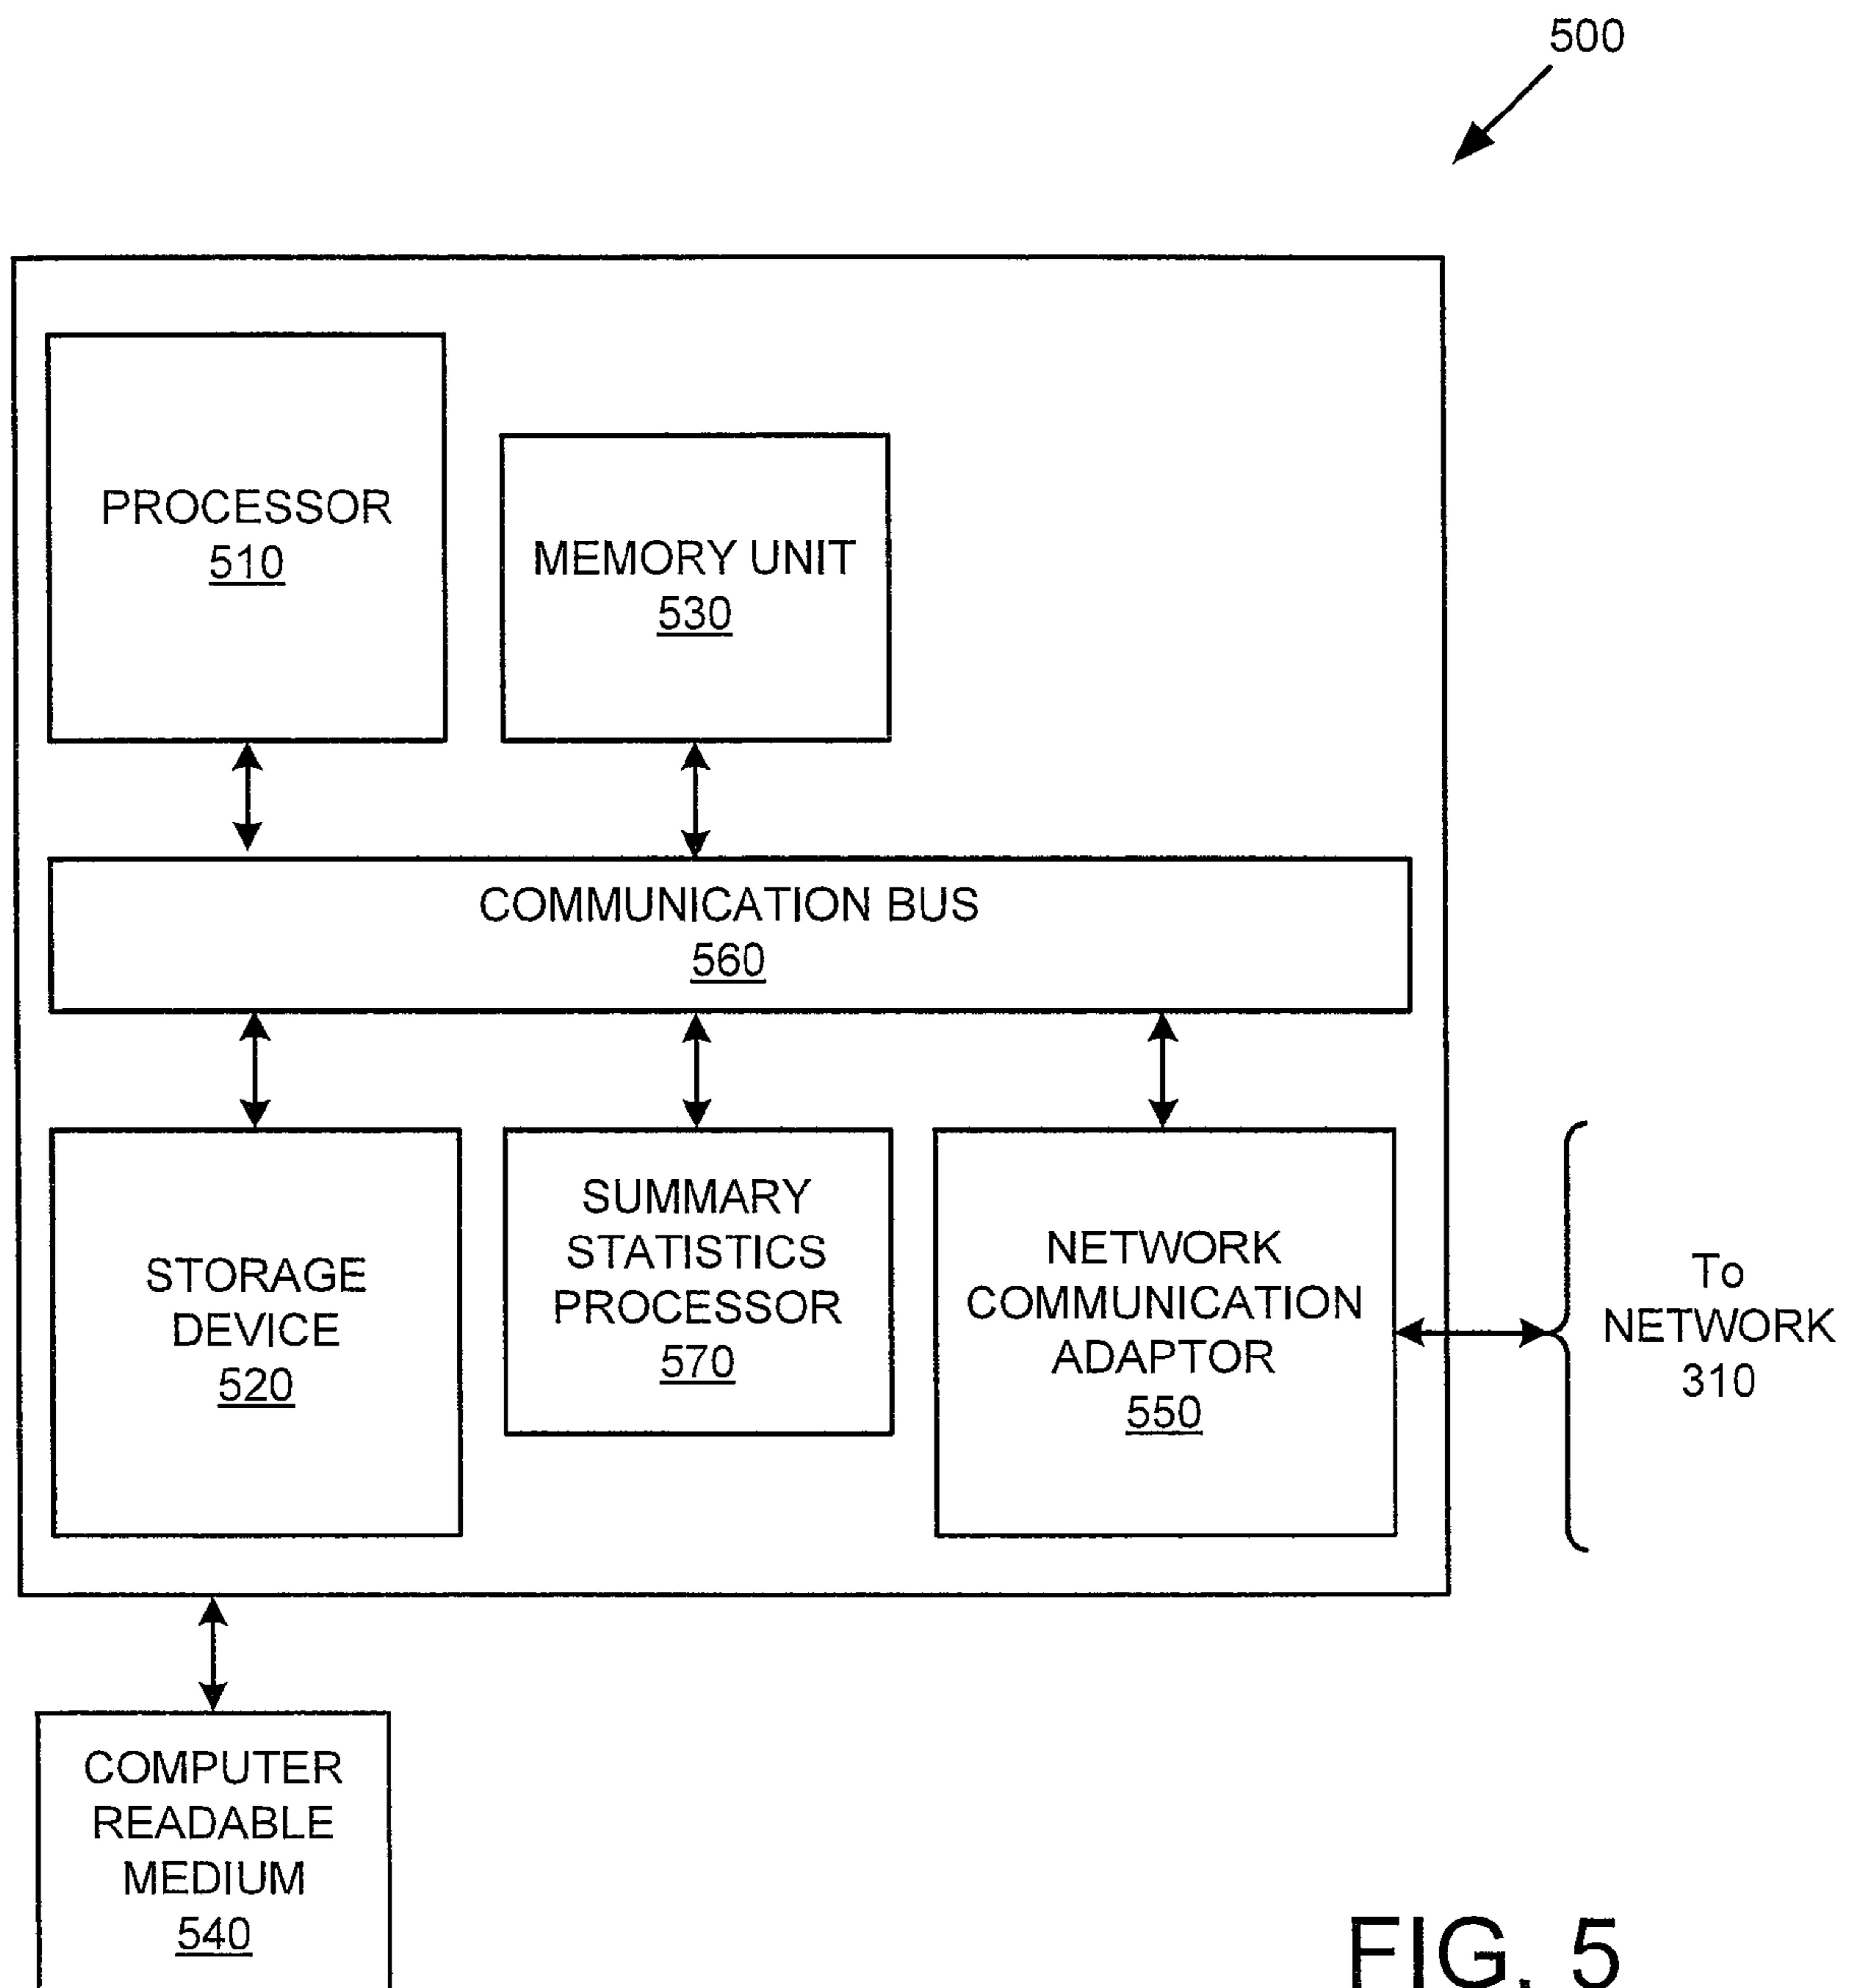 500
PROCESSOR
510
MEMORY UNIT
530
COMMUNICATION BUS
560
STORAGE
DEVICE
520
SUMMARY
STATISTICS
PROCESSOR
570
NETWORK
COMMUNICATION
ADAPTOR
550
To
NETWORK
310
COMPUTER
READABLE
MEDIUM
540
FIG. 5